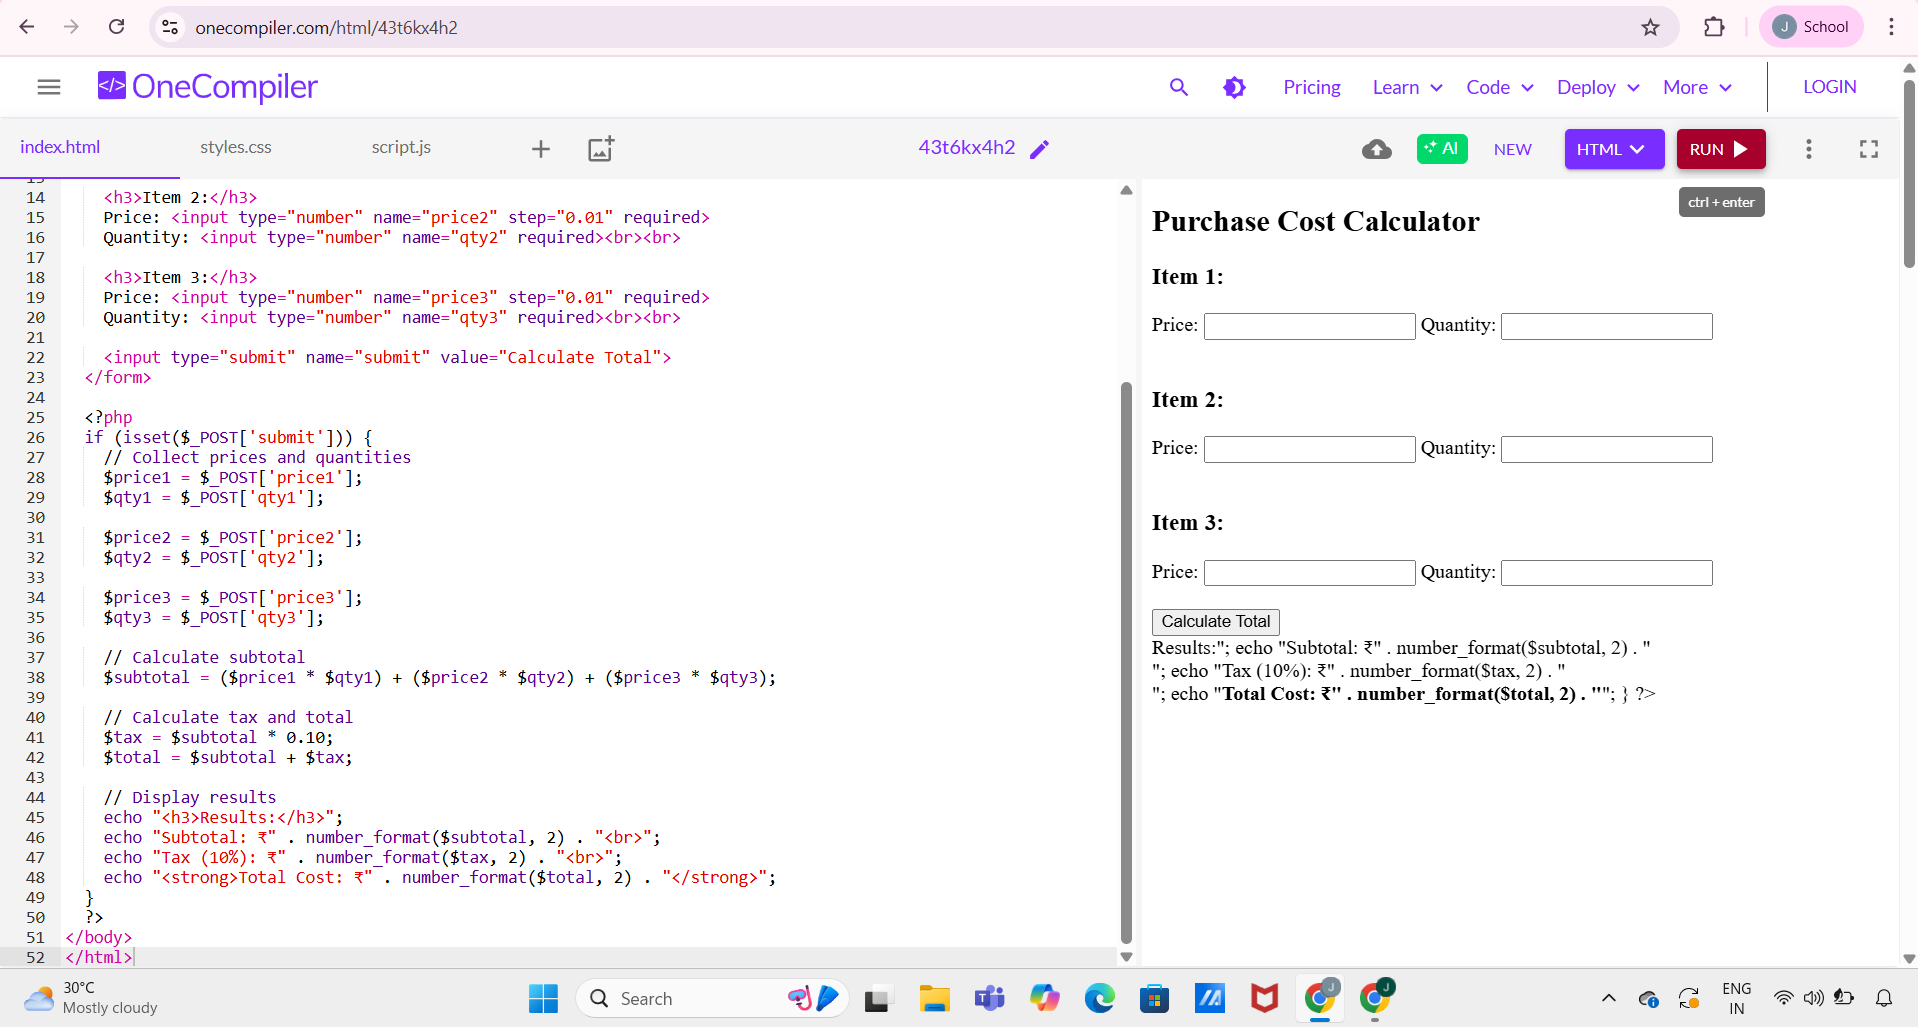 onecompiler.com/html/43t6kx4h2
J School
</> OneCompiler
Pricing Learn Code Deploy More LOGIN
index.html styles.css script.js 43t6kx4h2 AI NEW HTML RUN
ctrl + enter
14 <h3>Item 2:</h3>
15 Price: <input type="number" name="price2" step="0.01" required>
16 Quantity: <input type="number" name="qty2" required><br><br>
17
18 <h3>Item 3:</h3>
19 Price: <input type="number" name="price3" step="0.01" required>
20 Quantity: <input type="number" name="qty3" required><br><br>
21
22 <input type="submit" name="submit" value="Calculate Total">
23 </form>
24
25 <?php
26 if (isset($_POST['submit'])) {
27 // Collect prices and quantities
28 $price1 = $_POST['price1'];
29 $qty1 = $_POST['qty1'];
30
31 $price2 = $_POST['price2'];
32 $qty2 = $_POST['qty2'];
33
34 $price3 = $_POST['price3'];
35 $qty3 = $_POST['qty3'];
36
37 // Calculate subtotal
38 $subtotal = ($price1 * $qty1) + ($price2 * $qty2) + ($price3 * $qty3);
39
40 // Calculate tax and total
41 $tax = $subtotal * 0.10;
42 $total = $subtotal + $tax;
43
44 // Display results
45 echo "<h3>Results:</h3>";
46 echo "Subtotal: ₹" . number_format($subtotal, 2) . "<br>";
47 echo "Tax (10%): ₹" . number_format($tax, 2) . "<br>";
48 echo "<strong>Total Cost: ₹" . number_format($total, 2) . "</strong>";
49 }
50 ?>
51 </body>
52 </html>
Purchase Cost Calculator
Item 1:
Price: Quantity:
Item 2:
Price: Quantity:
Item 3:
Price: Quantity:
Calculate Total
Results:"; echo "Subtotal: ₹" . number_format($subtotal, 2) . "
"; echo "Tax (10%): ₹" . number_format($tax, 2) . "
"; echo "Total Cost: ₹" . number_format($total, 2) . ""; } ?>
30°C
Mostly cloudy
Search
J
J
ENG
IN